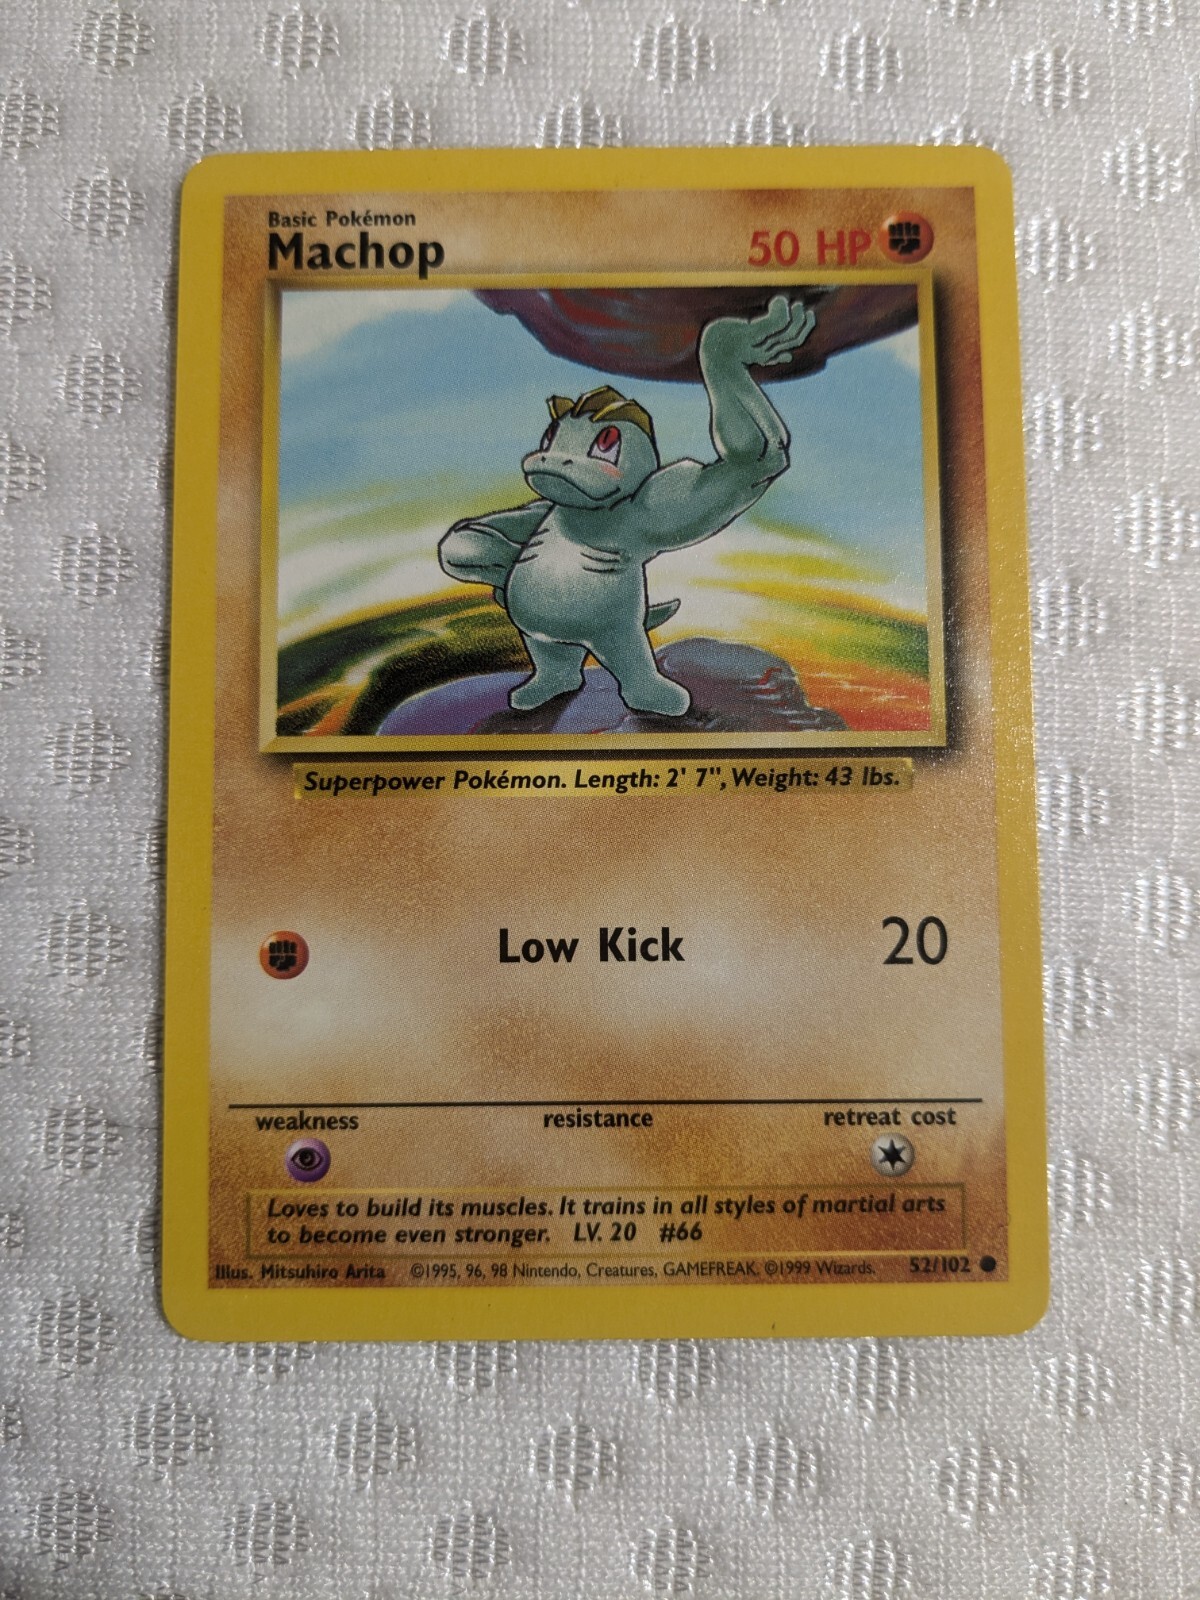 Basic Pokémon
Machop
50 HP
Superpower Pokémon. Length: 2' 7", Weight: 43 lbs.
Low Kick
20
weakness
resistance
retreat cost
Loves to build its muscles. It trains in all styles of martial arts
to become even stronger. LV. 20 #66
Illus. Mitsuhiro Arita ©1995, 96, 98 Nintendo, Creatures, GAMEFREAK. ©1999 Wizards. 52/102